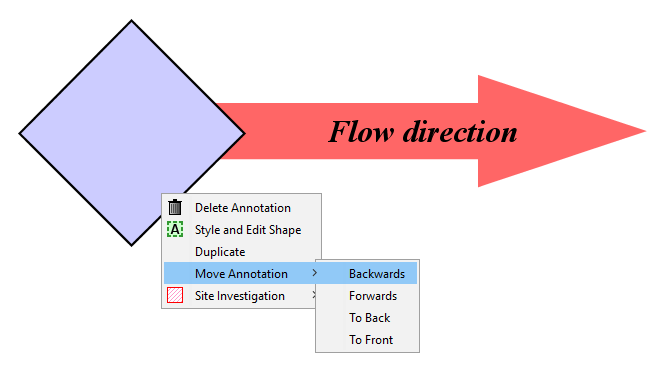 Flow direction
Delete Annotation
A Style and Edit Shape
Duplicate
Move Annotation
Site Investigation
Backwards
Forwards
To Back
To Front